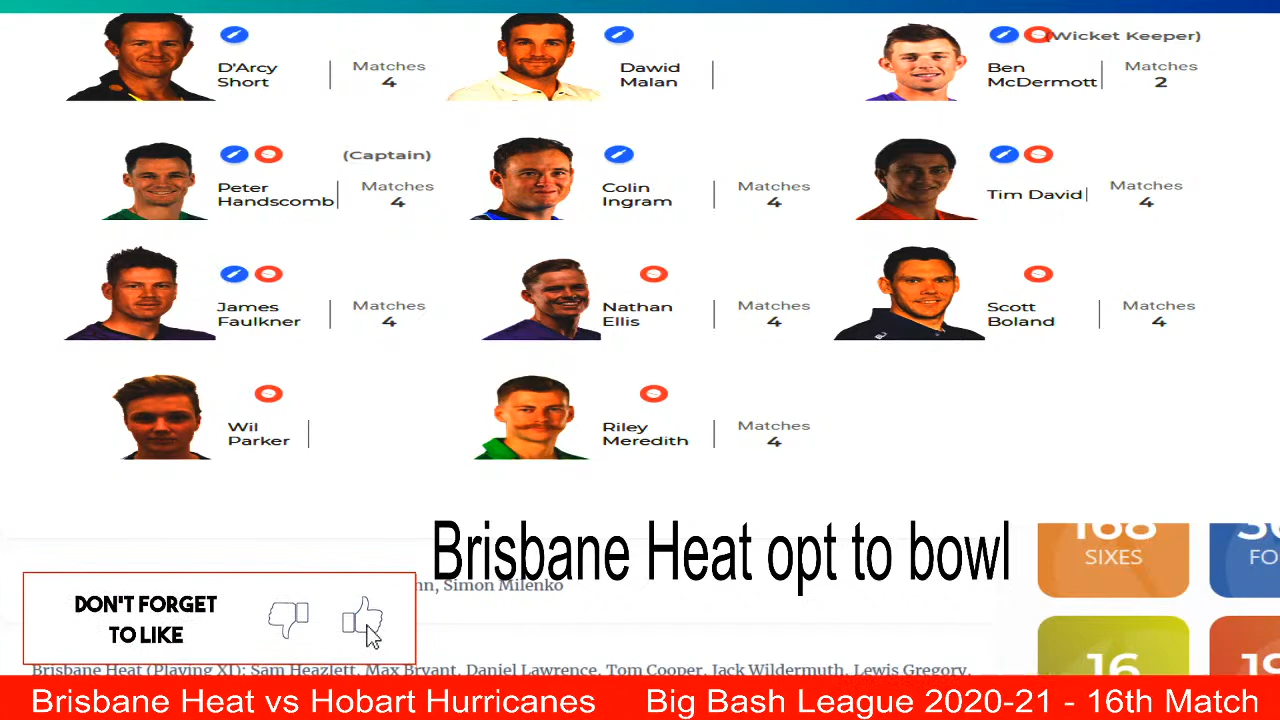 (Wicket Keeper)
D'Arcy
Short
Matches
4
Dawid
Malan
Ben
McDermott
Matches
2
(Captain)
Peter
Handscomb
Matches
4
Colin
Ingram
Matches
4
Tim David
Matches
4
James
Faulkner
Matches
4
Nathan
Ellis
Matches
4
Scott
Boland
Matches
4
Wil
Parker
Riley
Meredith
Matches
4
Brisbane Heat opt to bowl
168
SIXES
nn, Simon Milenko
DON'T FORGET
TO LIKE
16
Brisbane Heat (Playing XI): Sam Heazlett, Max Bryant, Daniel Lawrence, Tom Cooper, Jack Wildermuth, Lewis Gregory,
Brisbane Heat vs Hobart Hurricanes Big Bash League 2020-21 - 16th Match